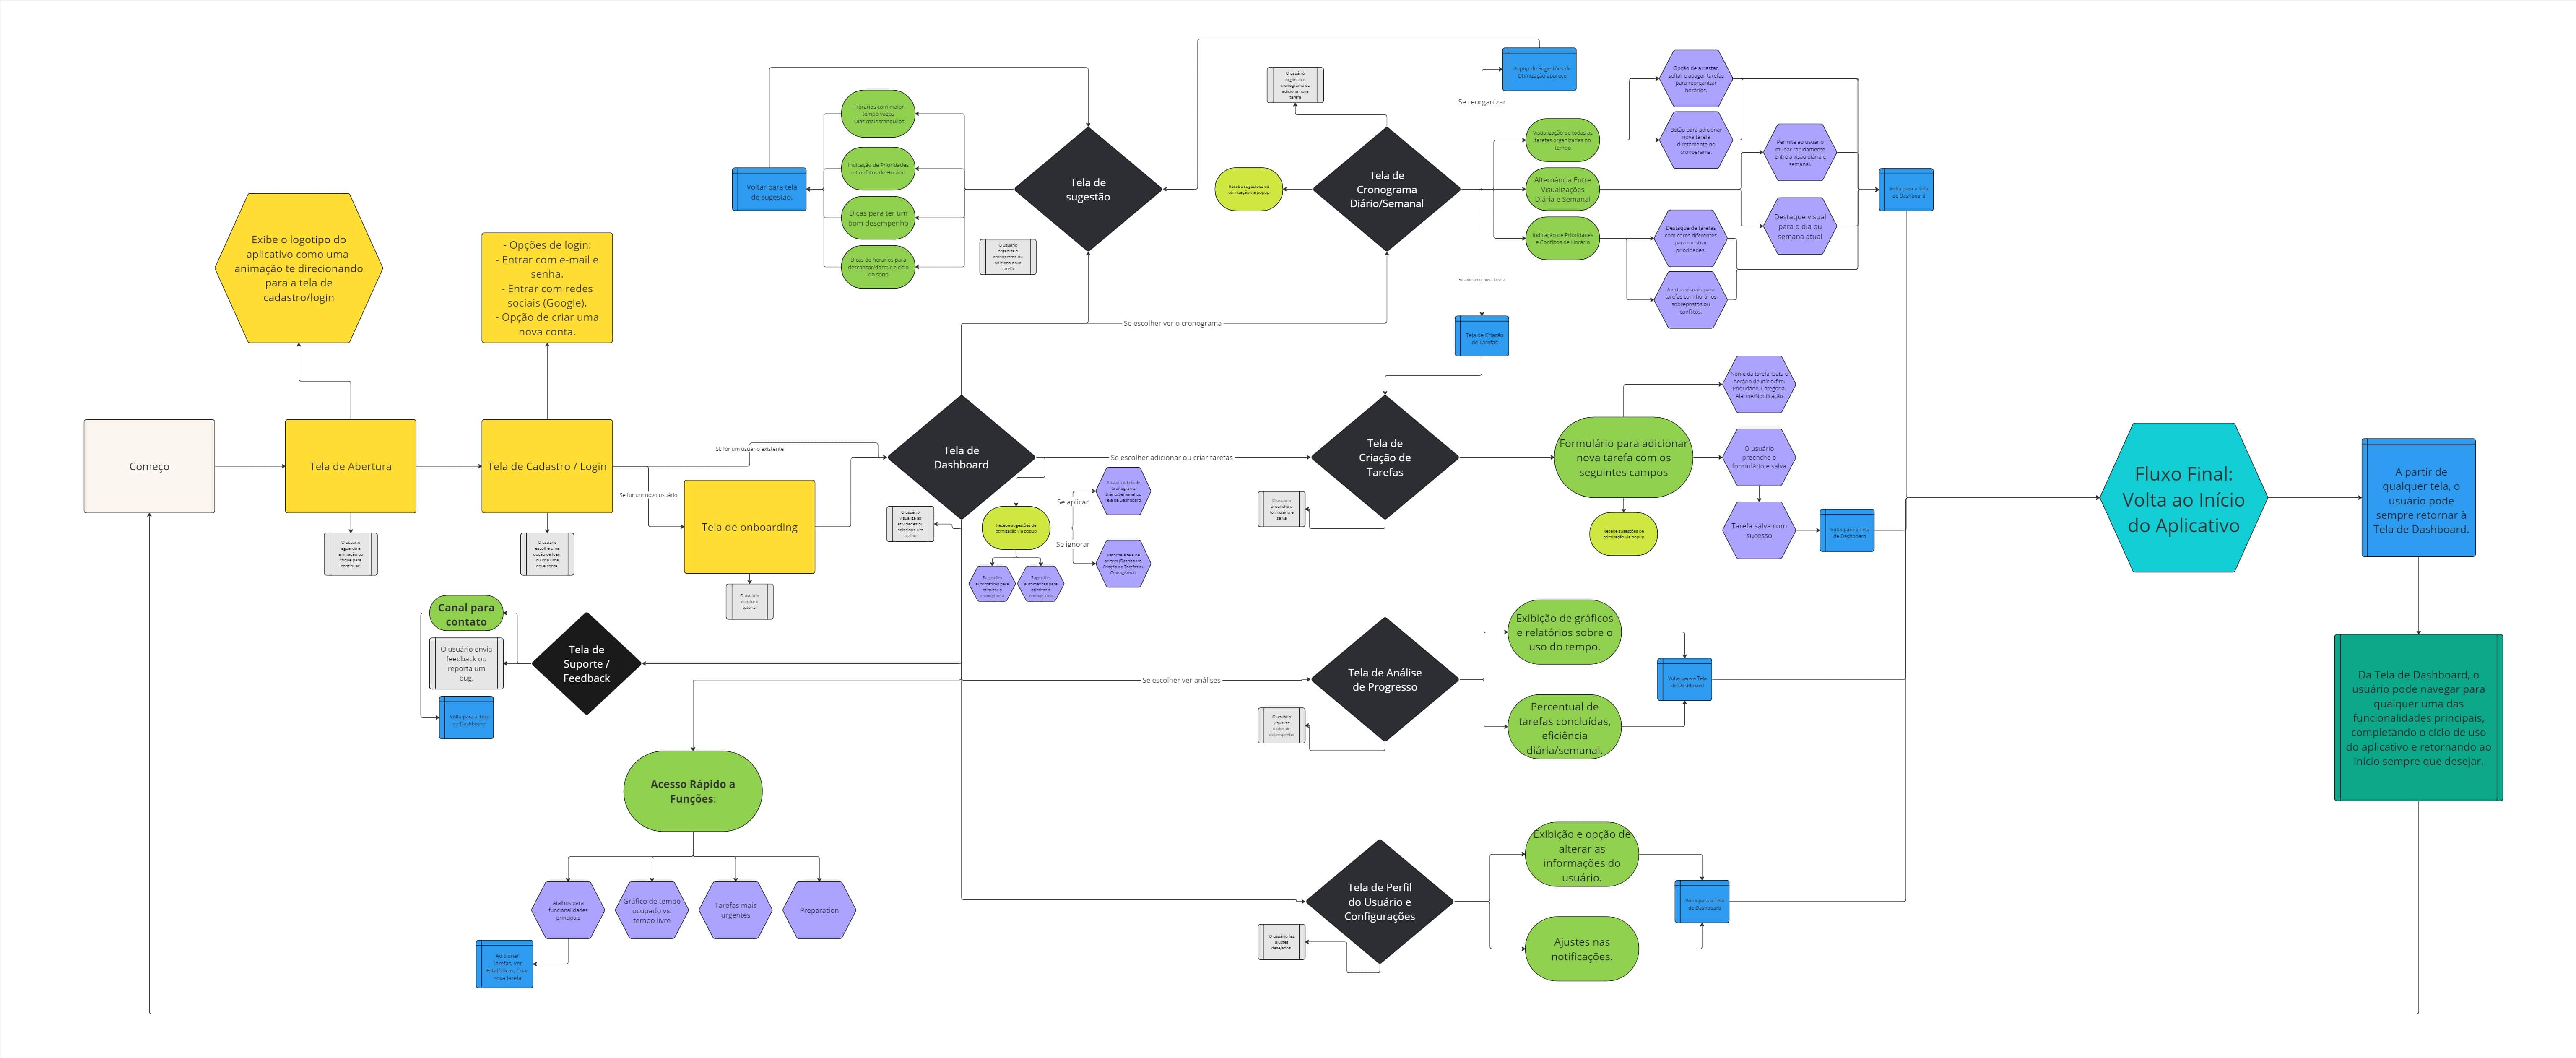 Começo
Tela de Abertura
Exibe o logotipo do
aplicativo como uma
animação te direcionando
para a tela de
cadastro/login
O usuário
aguarda a
animação ou
toque para
continuar.
Tela de Cadastro / Login
- Opções de login:
- Entrar com e-mail e
senha.
- Entrar com redes
sociais (Google).
- Opção de criar uma
nova conta.
O usuário
escolhe uma
opção de login
ou cria uma
nova conta.
SE for um usuário existente
Se for um novo usuário
Tela de onboarding
O usuário
conclui o
tutorial
Tela de
Dashboard
O usuário
visualiza as
atividades ou
seleciona um
atalho
Recebe sugestões de
otimização via popup
Sugestões
automáticas para
otimizar o
cronograma
Sugestões
automáticas para
otimizar o
cronograma
Se aplicar
Atualiza a Tela de
Cronograma
Diário/Semanal ou
Tela de Dashboard.
Se ignorar
Retorna à tela de
origem (Dashboard,
Criação de Tarefas ou
Cronograma).
Tela de
sugestão
O usuário
organiza o
cronograma ou
adiciona nova
tarefa
-Horarios com maior
tempo vagos
-Dias mais tranquilos
Indicação de Prioridades
e Conflitos de Horário
Dicas para ter um
bom desempenho
Dicas de horarios para
descansar/dormir e ciclo
do sono
Voltar para tela
de sugestão.
Se escolher ver o cronograma
Tela de
Cronograma
Diário/Semanal
O usuário
organiza o
cronograma ou
adiciona nova
tarefa
Recebe sugestões de
otimização via popup
Se reorganizar
Popup de Sugestões de
Otimização aparece.
Se adicionar nova tarefa
Tela de Criação
de Tarefas
Visualização de todas as
tarefas organizadas no
tempo
Alternância Entre
Visualizações
Diária e Semanal
Indicação de Prioridades
e Conflitos de Horário
Opção de arrastar,
soltar e apagar tarefas
para reorganizar
horários.
Botão para adicionar
nova tarefa
diretamente no
cronograma.
Permite ao usuário
mudar rapidamente
entre a visão diária e
semanal.
Destaque visual
para o dia ou
semana atual
Destaque de tarefas
com cores diferentes
para mostrar
prioridades.
Alertas visuais para
tarefas com horários
sobrepostos ou
conflitos.
Volte para a Tela
de Dashboard
Se escolher adicionar ou criar tarefas
Tela de
Criação de
Tarefas
O usuário
preenche o
formulário e
salva
Formulário para adicionar
nova tarefa com os
seguintes campos
Recebe sugestões de
otimização via popup
Nome da tarefa, Data e
horário de início/fim,
Prioridade, Categoria,
Alarme/Notificação
O usuário
preenche o
formulário e salva
Tarefa salva com
sucesso
Volte para a Tela
de Dashboard
Canal para
contato
O usuário envia
feedback ou
reporta um
bug.
Volte para a Tela
de Dashboard
Tela de
Suporte /
Feedback
Se escolher ver análises
Tela de Análise
de Progresso
O usuário
visualiza
dados de
desempenho
Exibição de gráficos
e relatórios sobre o
uso do tempo.
Percentual de
tarefas concluídas,
eficiência
diária/semanal.
Volte para a Tela
de Dashboard
Acesso Rápido a
Funções:
Atalhos para
funcionalidades
principais
Gráfico de tempo
ocupado vs.
tempo livre
Tarefas mais
urgentes
Preparation
Adicionar
Tarefas, Ver
Estatísticas, Criar
nova tarefa
Tela de Perfil
do Usuário e
Configurações
O usuário faz
ajustes
desejados.
Exibição e opção de
alterar as
informações do
usuário.
Ajustes nas
notificações.
Volte para a Tela
de Dashboard
Fluxo Final:
Volta ao Início
do Aplicativo
A partir de
qualquer tela, o
usuário pode
sempre retornar à
Tela de Dashboard.
Da Tela de Dashboard, o
usuário pode navegar para
qualquer uma das
funcionalidades principais,
completando o ciclo de uso
do aplicativo e retornando ao
início sempre que desejar.